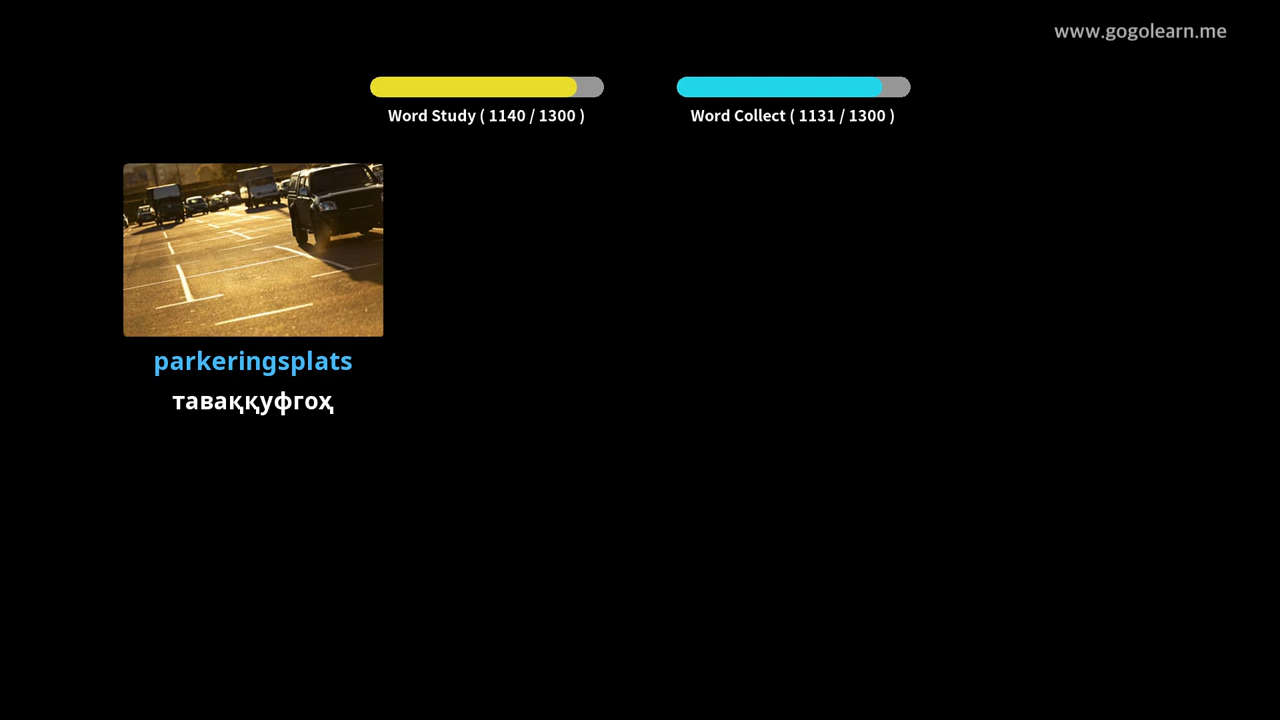 www.gogolearn.me
Word Study ( 1140 / 1300 )
Word Collect ( 1131 / 1300 )
parkeringsplats
таваққуфгоҳ